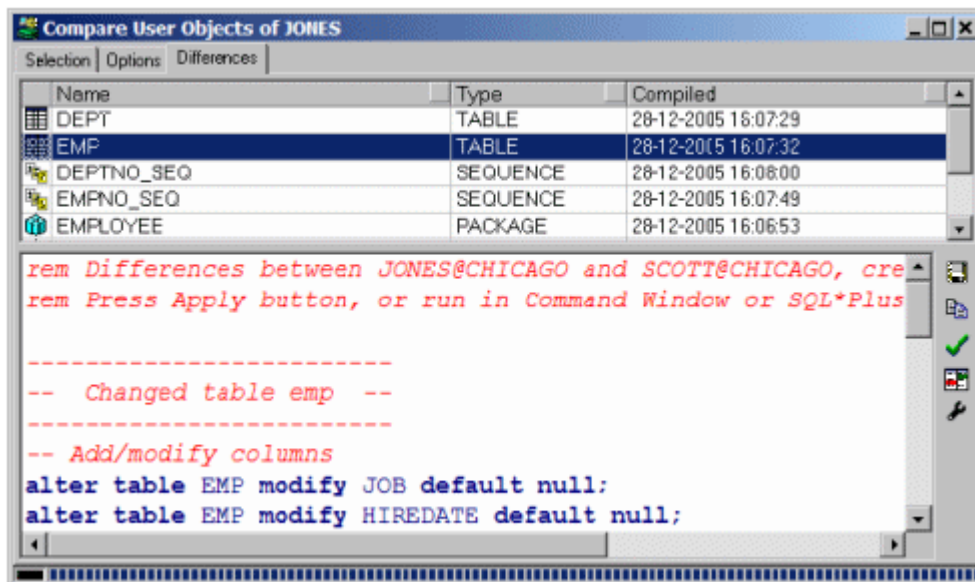 Compare User Objects of JONES
Selection Options Differences
Name Type Compiled
DEPT TABLE 28-12-2005 16:07:29
EMP TABLE 28-12-2005 16:07:32
DEPTNO_SEQ SEQUENCE 28-12-2005 16:08:00
EMPNO_SEQ SEQUENCE 28-12-2005 16:07:49
EMPLOYEE PACKAGE 28-12-2005 16:06:53
rem Differences between JONES@CHICAGO and SCOTT@CHICAGO, cre
rem Press Apply button, or run in Command Window or SQL*Plus
---------------------------
--  Changed table emp  --
---------------------------
-- Add/modify columns
alter table EMP modify JOB default null;
alter table EMP modify HIREDATE default null;